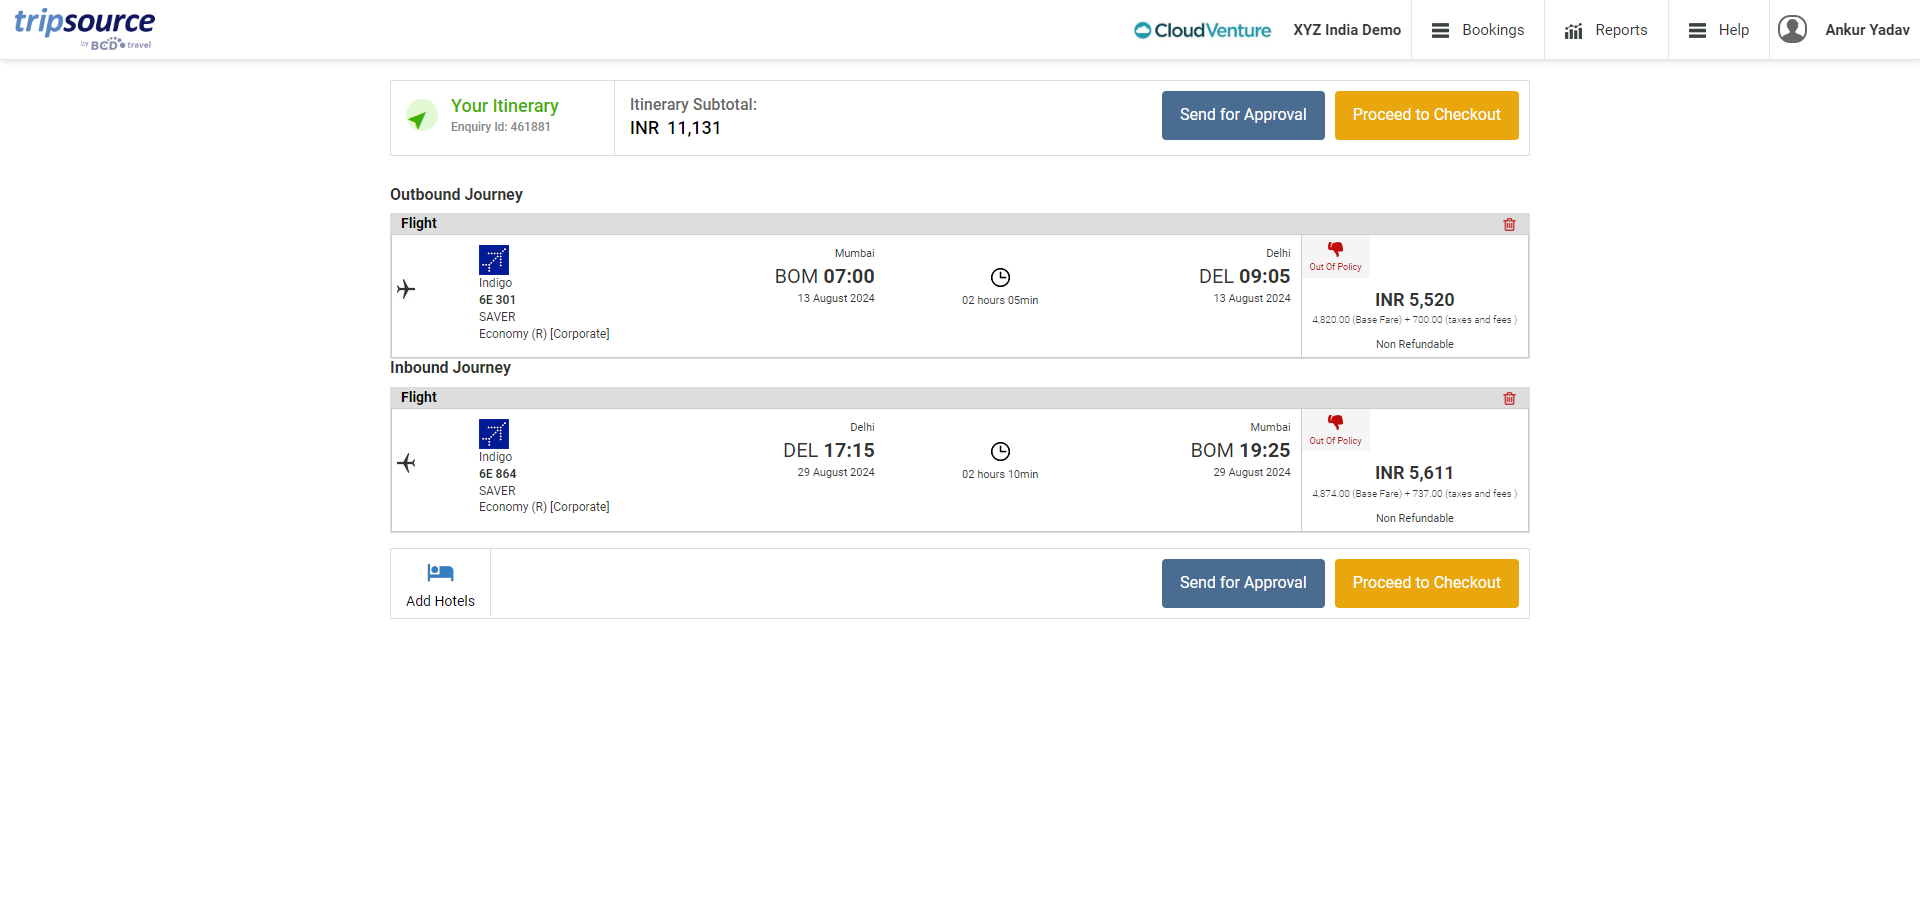 tripsource
by BCD travel
CloudVenture
XYZ India Demo
Bookings
Reports
Help
Ankur Yadav
Your Itinerary
Enquiry Id: 461881
Itinerary Subtotal:
INR 11,131
Send for Approval
Proceed to Checkout
Outbound Journey
Flight
Indigo
6E 301
SAVER
Economy (R) [Corporate]
Mumbai
BOM 07:00
13 August 2024
02 hours 05min
Delhi
DEL 09:05
13 August 2024
Out Of Policy
INR 5,520
4,820.00 (Base Fare) + 700.00 (taxes and fees )
Non Refundable
Inbound Journey
Flight
Indigo
6E 864
SAVER
Economy (R) [Corporate]
Delhi
DEL 17:15
29 August 2024
02 hours 10min
Mumbai
BOM 19:25
29 August 2024
Out Of Policy
INR 5,611
4,874.00 (Base Fare) + 737.00 (taxes and fees )
Non Refundable
Add Hotels
Send for Approval
Proceed to Checkout